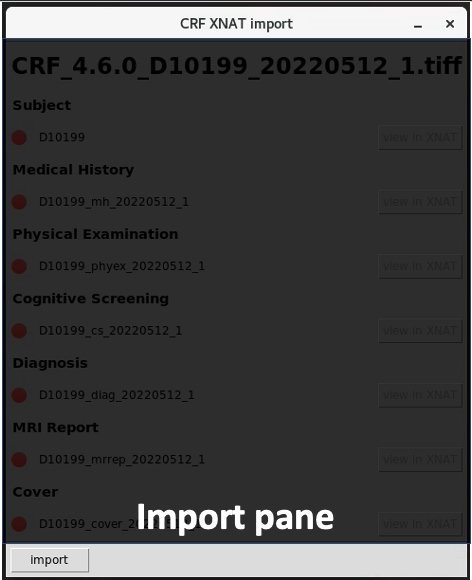 CRF XNAT import
CRF_4.6.0_D10199_20220512_1.tiff
Subject
D10199 view in XNAT
Medical History
D10199_mh_20220512_1 view in XNAT
Physical Examination
D10199_phyex_20220512_1 view in XNAT
Cognitive Screening
D10199_cs_20220512_1 view in XNAT
Diagnosis
D10199_diag_20220512_1 view in XNAT
MRI Report
D10199_mrrep_20220512_1 view in XNAT
Cover
D10199_cover_20220512_1 view in XNAT
Import pane
import